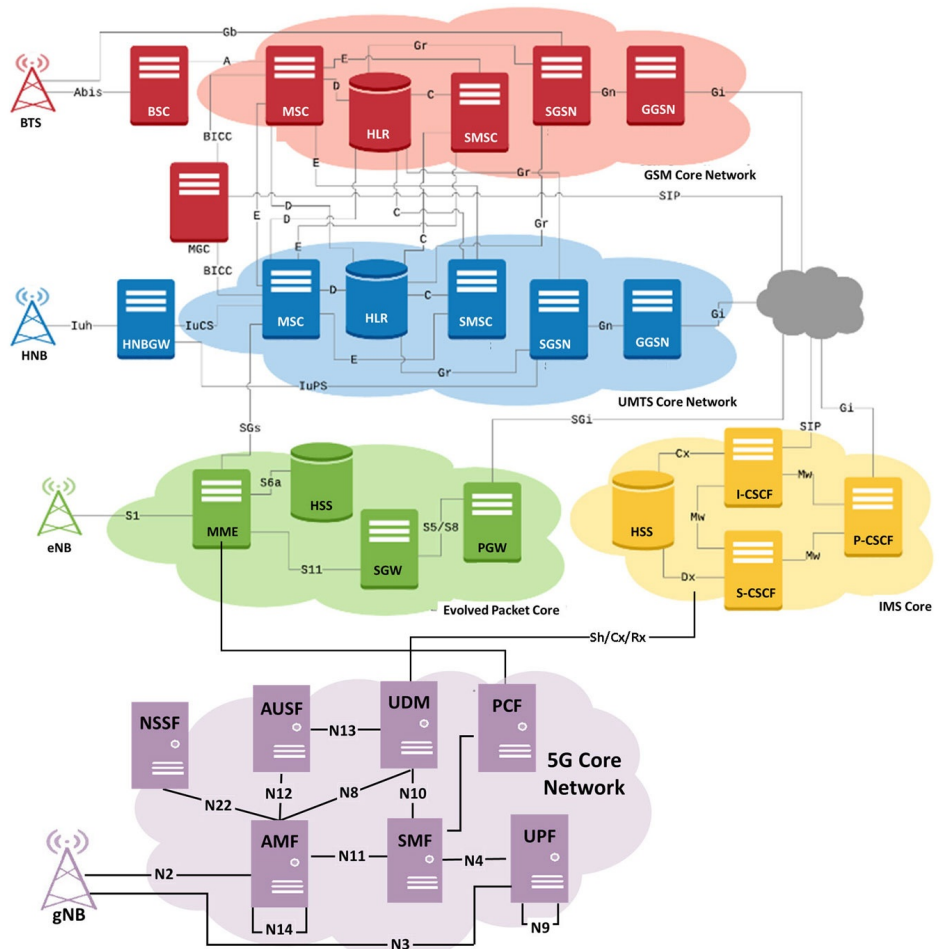 Gb
A
Abis
BTS
BSC
MSC
E
Gr
D
C
HLR
SMSC
SGSN
Gn
GGSN
Gi
BICC
E
Gr
GSM Core Network
SIP
MGC
E
D
D
C
C
Gr
E
BICC
Iuh
HNB
HNBGW
IuCS
MSC
D
HLR
C
SMSC
E
Gr
SGSN
Gn
GGSN
Gi
IuPS
UMTS Core Network
SGs
SGi
SIP
Gi
S1
eNB
MME
S6a
HSS
S11
SGW
S5/S8
PGW
Evolved Packet Core
Cx
I-CSCF
Mw
HSS
Mw
P-CSCF
Mw
Dx
S-CSCF
IMS Core
Sh/Cx/Rx
NSSF
AUSF
N13
UDM
PCF
5G Core
Network
N22
N12
N8
N10
AMF
N11
SMF
N4
UPF
N2
gNB
N14
N3
N9